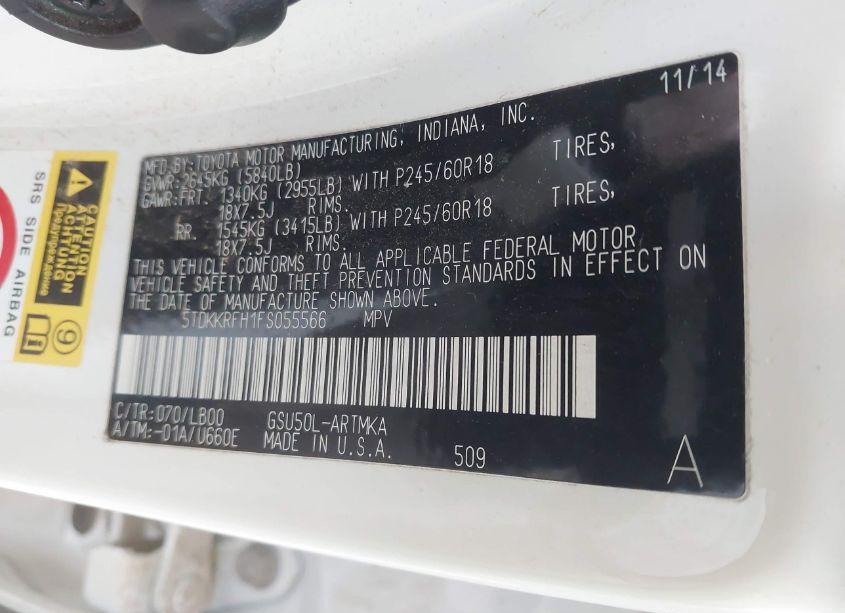 11/14
MFD.BY:TOYOTA MOTOR MANUFACTURING, INDIANA, INC.
GVWR:2645KG (5840LB)
GAWR:FRT. 1340KG (2955LB) WITH P245/60R18 TIRES,
18X7.5J RIMS.
RR. 1545KG (3415LB) WITH P245/60R18 TIRES,
18X7.5J RIMS.
THIS VEHICLE CONFORMS TO ALL APPLICABLE FEDERAL MOTOR
VEHICLE SAFETY AND THEFT PREVENTION STANDARDS IN EFFECT ON
THE DATE OF MANUFACTURE SHOWN ABOVE.
5TDKKRFH1FS055566 MPV
C/TR:070/LB00 GSU50L-ARTMKA
A/TM:-01A/U660E MADE IN U.S.A. 509
A
CAUTION
ATTENTION
ACHTUNG
Предупреждение
9
SRS SIDE AIRBAG